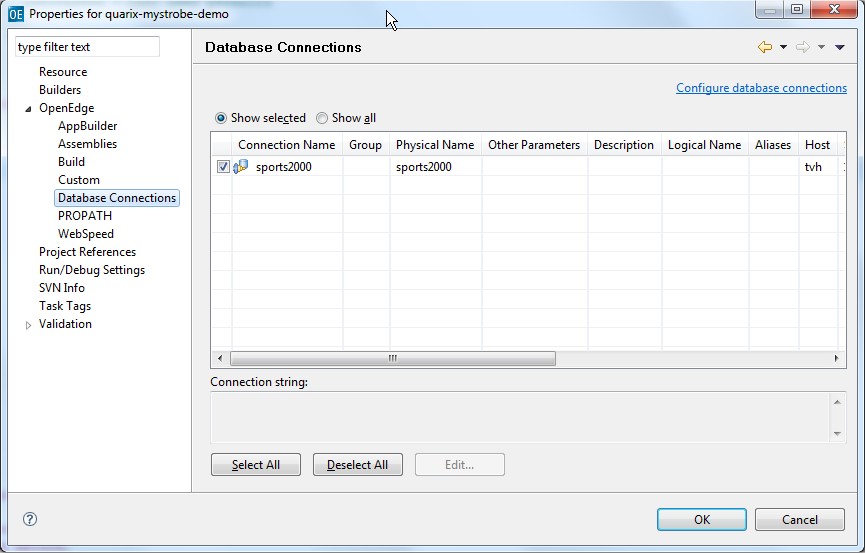 OE Properties for quarix-mystrobe-demo
type filter text
Resource
Builders
OpenEdge
AppBuilder
Assemblies
Build
Custom
Database Connections
PROPATH
WebSpeed
Project References
Run/Debug Settings
SVN Info
Task Tags
Validation
Database Connections
Configure database connections
Show selected Show all
Connection Name Group Physical Name Other Parameters Description Logical Name Aliases Host
sports2000 sports2000 tvh
Connection string:
Select All Deselect All Edit...
OK Cancel